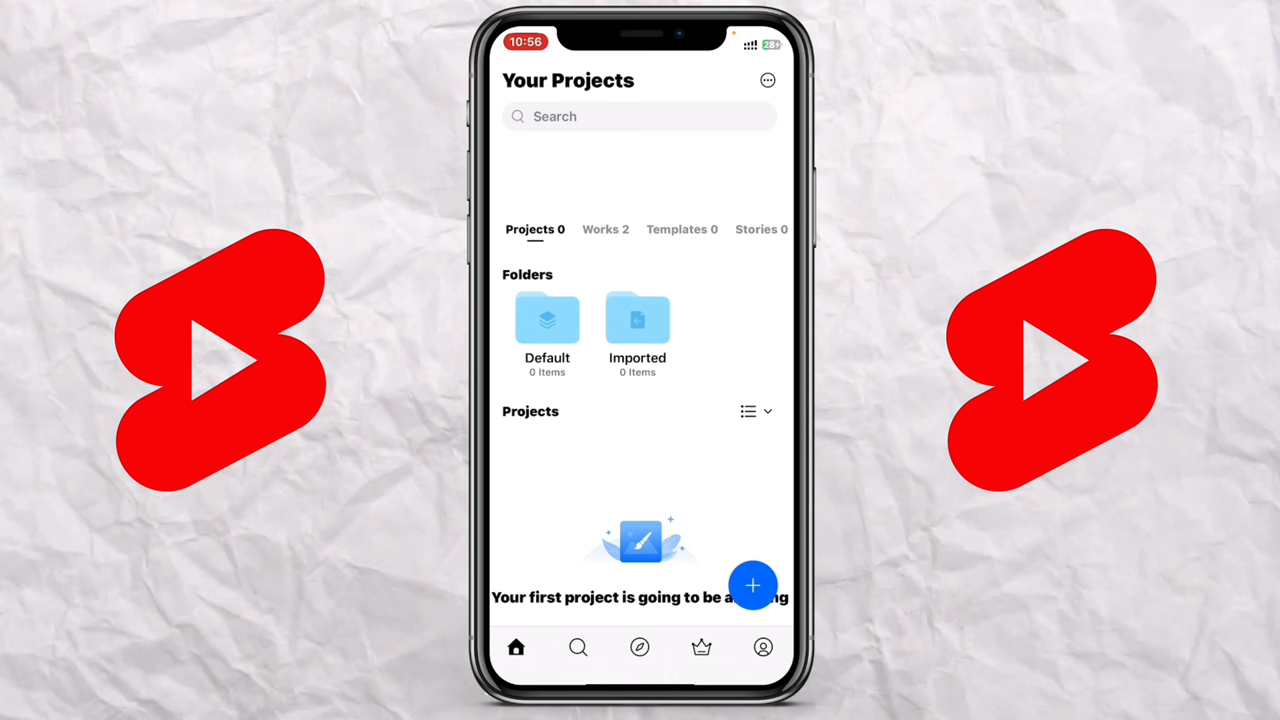 10:56
28
Your Projects
Search
Projects 0 Works 2 Templates 0 Stories 0
Folders
Default Imported
0 Items 0 Items
Projects
Your first project is going to be